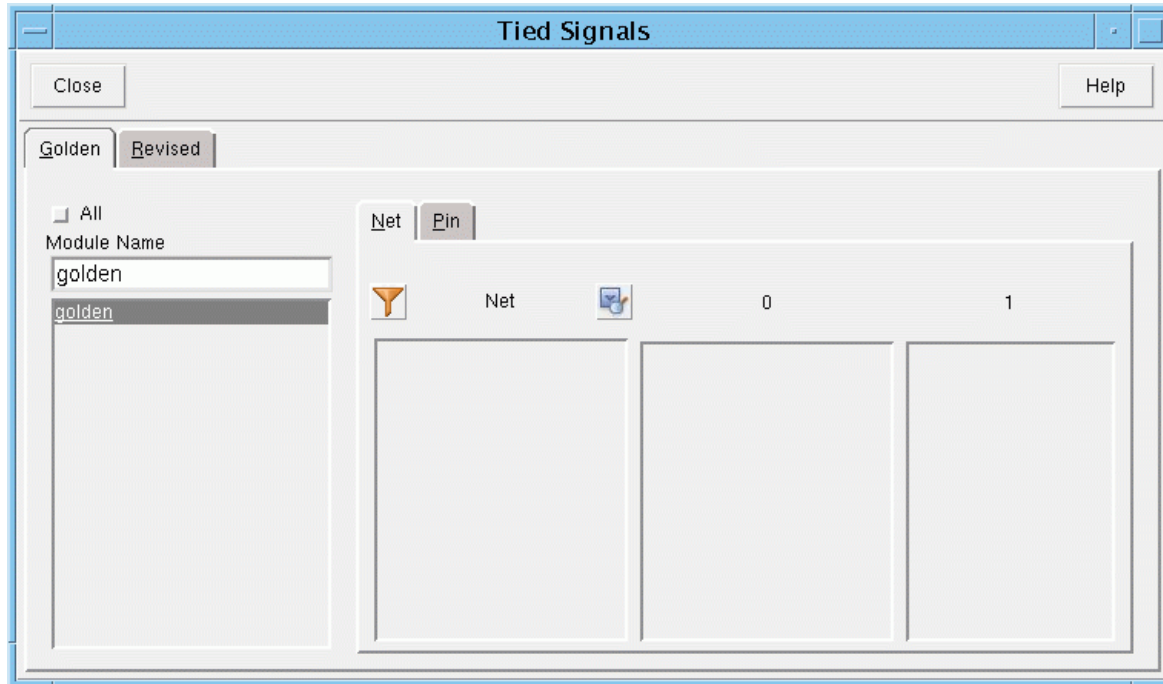 Tied Signals
Close Help
Golden Revised
All
Module Name
golden
golden
Net Pin
Net 0 1